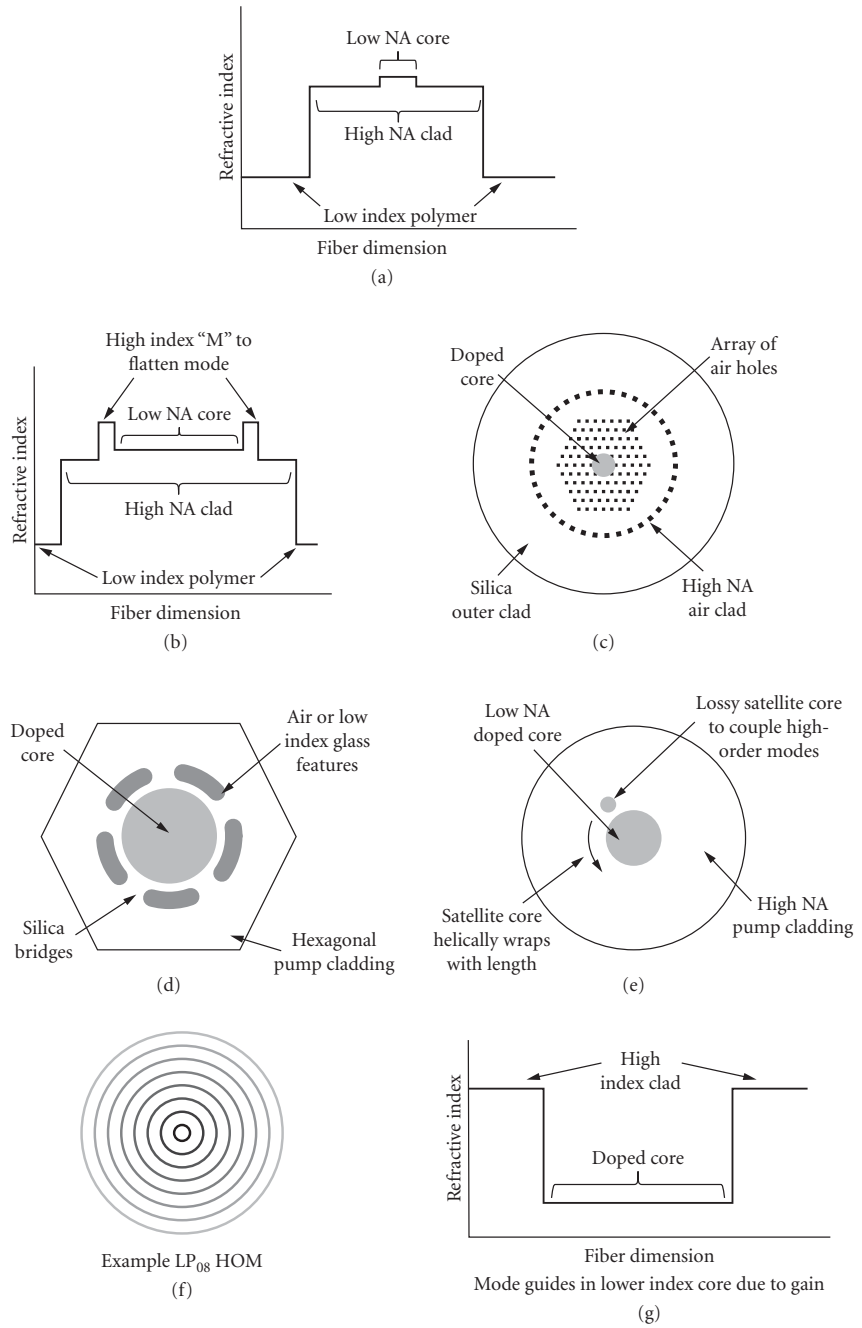 Low NA core
Refractive index
High NA clad
Low index polymer
Fiber dimension
(a)
High index “M” to
flatten mode
Low NA core
Refractive index
High NA clad
Low index polymer
Fiber dimension
(b)
Doped
core
Array of
air holes
Silica
outer clad
High NA
air clad
(c)
Doped
core
Air or low
index glass
features
Silica
bridges
Hexagonal
pump cladding
(d)
Low NA
doped core
Lossy satellite core
to couple high-
order modes
Satellite core
helically wraps
with length
High NA
pump cladding
(e)
Example LP₀₈ HOM
(f)
High
index clad
Refractive index
Doped core
Fiber dimension
Mode guides in lower index core due to gain
(g)